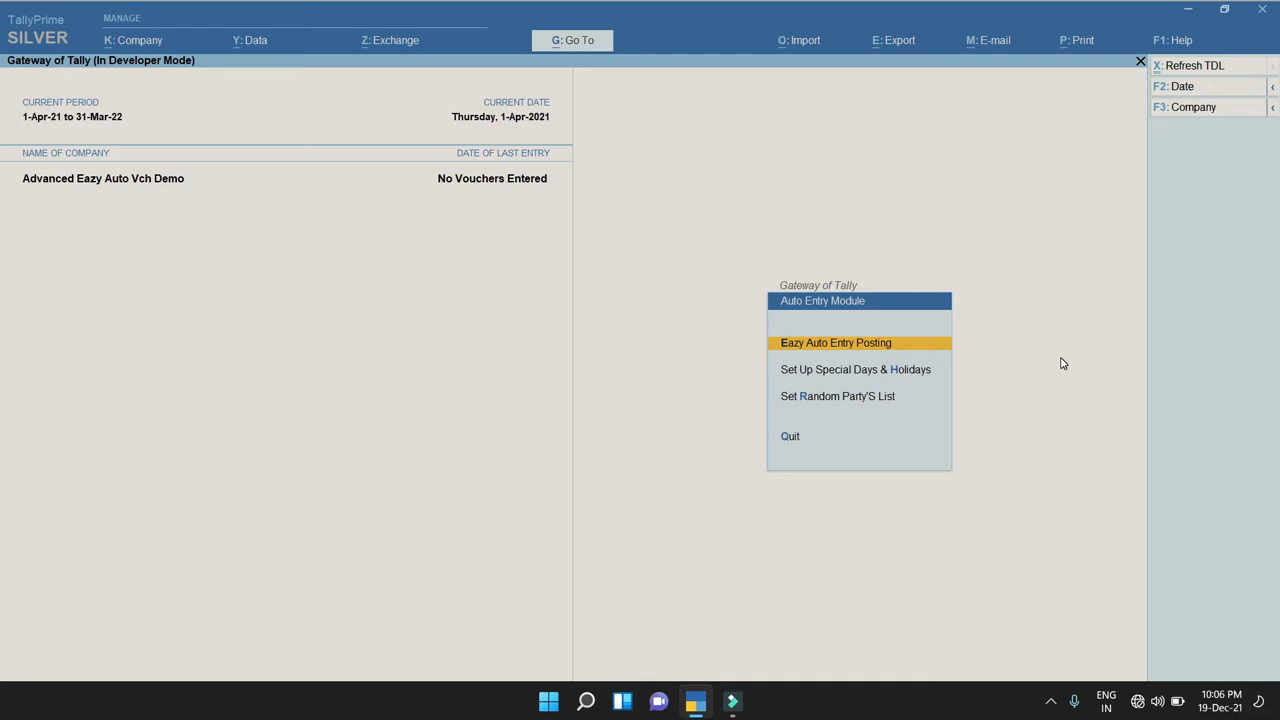 TallyPrime
SILVER
MANAGE
K: Company
Y: Data
Z: Exchange
G: Go To
O: Import
E: Export
M: E-mail
P: Print
F1: Help
Gateway of Tally (In Developer Mode)
X: Refresh TDL
F2: Date
F3: Company
CURRENT PERIOD
CURRENT DATE
1-Apr-21 to 31-Mar-22
Thursday, 1-Apr-2021
NAME OF COMPANY
DATE OF LAST ENTRY
Advanced Eazy Auto Vch Demo
No Vouchers Entered
Gateway of Tally
Auto Entry Module
Eazy Auto Entry Posting
Set Up Special Days & Holidays
Set Random Party'S List
Quit
ENG
IN
10:06 PM
19-Dec-21